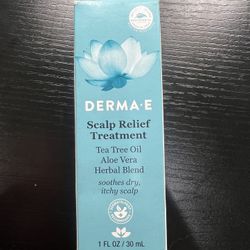 DERMA·E
Scalp Relief
Treatment
Tea Tree Oil
Aloe Vera
Herbal Blend
soothes dry,
itchy scalp
1 FL OZ / 30 mL